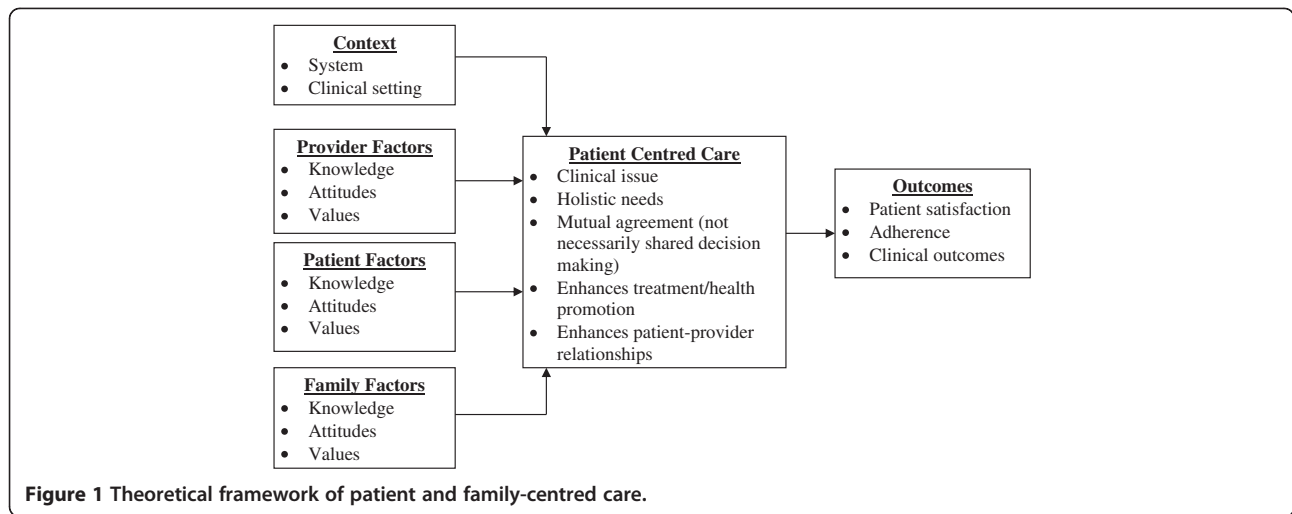 Context
• System
• Clinical setting
Provider Factors
• Knowledge
• Attitudes
• Values
Patient Factors
• Knowledge
• Attitudes
• Values
Family Factors
• Knowledge
• Attitudes
• Values
Patient Centred Care
• Clinical issue
• Holistic needs
• Mutual agreement (not
necessarily shared decision
making)
• Enhances treatment/health
promotion
• Enhances patient-provider
relationships
Outcomes
• Patient satisfaction
• Adherence
• Clinical outcomes
Figure 1 Theoretical framework of patient and family-centred care.